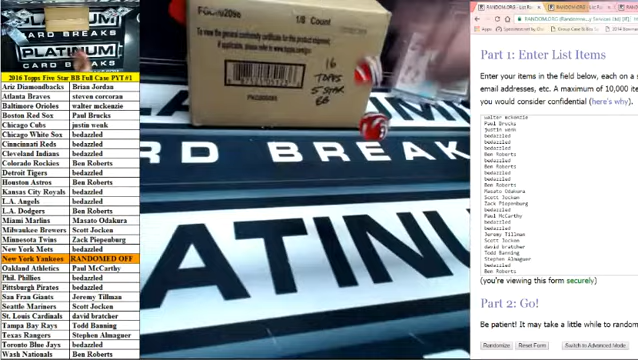 PLATINUM
CARD BREAKS
PLATINUM
CARD BREAKS
2016 Topps Five Star BB Full Case PYT #1
Ariz Diamondbacks Brian Jordan
Atlanta Braves steven corcoran
Baltimore Orioles walter mckenzie
Boston Red Sox Paul Brucks
Chicago Cubs justin wenk
Chicago White Sox bedazzled
Cincinnati Reds bedazzled
Cleveland Indians bedazzled
Colorado Rockies Ben Roberts
Detroit Tigers bedazzled
Houston Astros Ben Roberts
Kansas City Royals bedazzled
L.A. Angels bedazzled
L.A. Dodgers Ben Roberts
Miami Marlins Masato Odakura
Milwaukee Brewers Scott Jocken
Minnesota Twins Zack Piepenburg
New York Mets bedazzled
New York Yankees RANDOMED OFF
Oakland Athletics Paul McCarthy
Phil. Phillies bedazzled
Pittsburgh Pirates bedazzled
San Fran Giants Jeremy Tillman
Seattle Mariners Scott Jocken
St. Louis Cardinals david bratcher
Tampa Bay Rays Todd Banning
Texas Rangers Stephen Almaguer
Toronto Blue Jays bedazzled
Wash Nationals Ben Roberts
1/8 Count
16
TOPPS
5 STAR
BB
RD BREAKS
ATINU
Part 1: Enter List Items
Enter your items in the field below, each on a s
email addresses, etc. A maximum of 10,000 it
you would consider confidential (here's why).
walter mckenzie
Paul Brucks
justin wenk
bedazzled
bedazzled
bedazzled
Ben Roberts
bedazzled
Ben Roberts
bedazzled
bedazzled
Ben Roberts
Masato Odakura
Scott Jocken
Zack Piepenburg
bedazzled
Paul McCarthy
bedazzled
bedazzled
Jeremy Tillman
Scott Jocken
david bratcher
Todd Banning
Stephen Almaguer
bedazzled
Ben Roberts
(you're viewing this form securely)
Part 2: Go!
Be patient! It may take a little while to random
Randomize Reset Form Switch to Advanced Mode